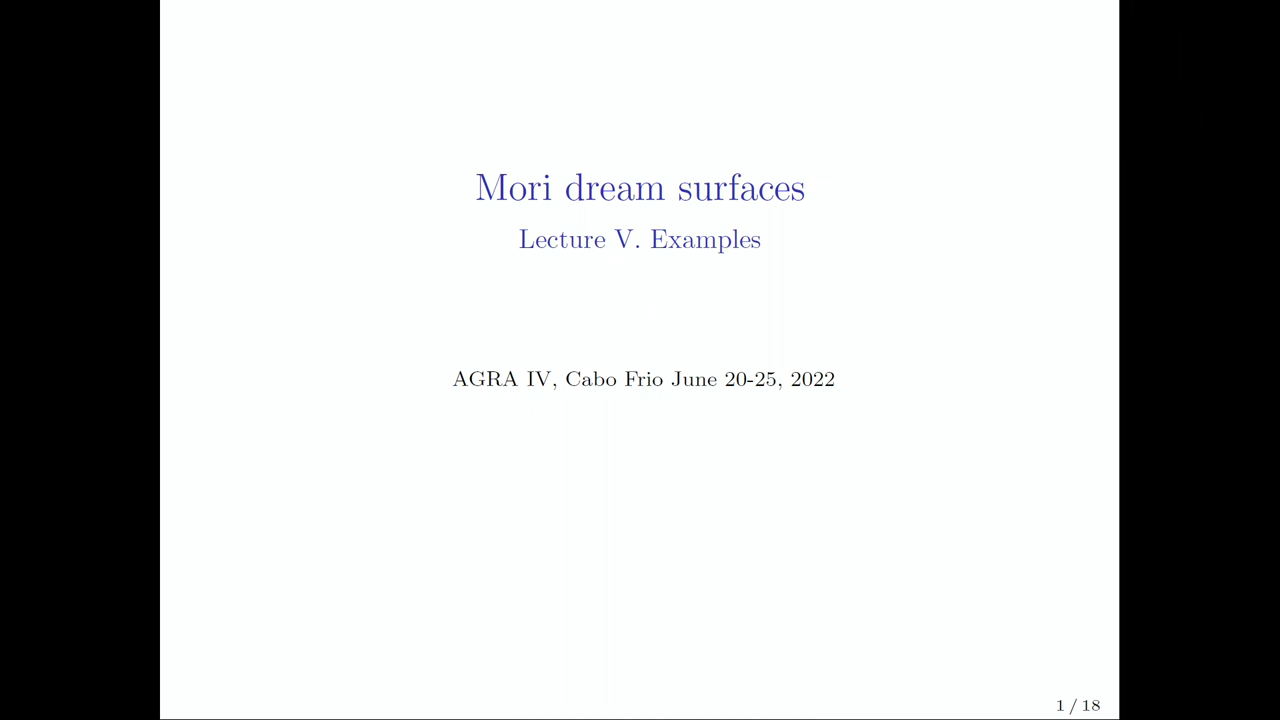 Mori dream surfaces
Lecture V. Examples
AGRA IV, Cabo Frio June 20-25, 2022
1 / 18